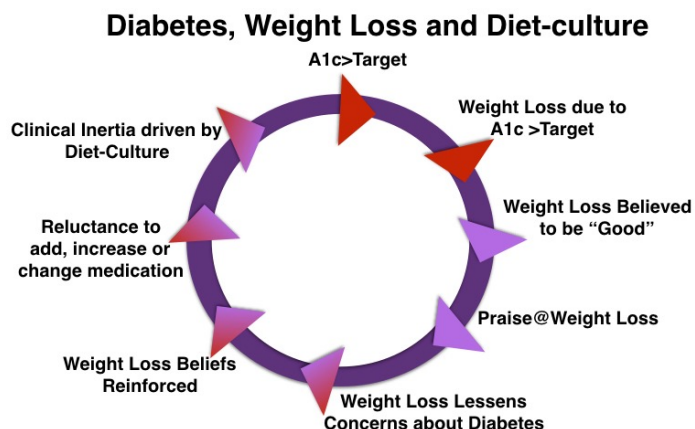 Diabetes, Weight Loss and Diet-culture
A1c>Target
Weight Loss due to
A1c >Target
Weight Loss Believed
to be “Good”
Praise@Weight Loss
Weight Loss Lessens
Concerns about Diabetes
Weight Loss Beliefs
Reinforced
Reluctance to
add, increase or
change medication
Clinical Inertia driven by
Diet-Culture